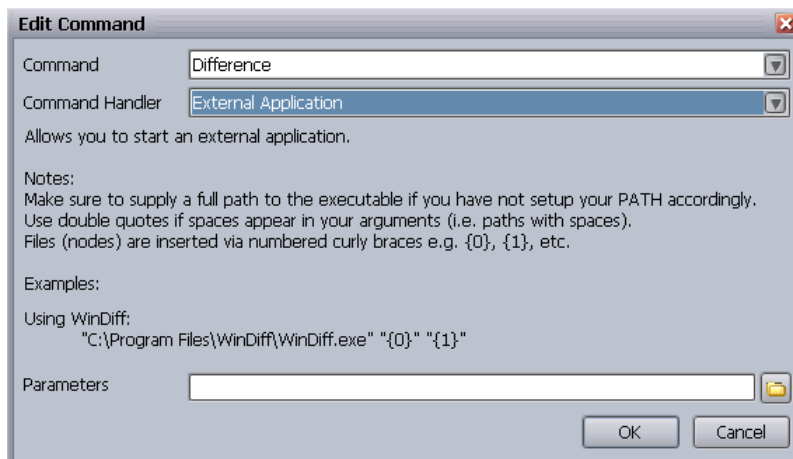 Edit Command
Command Difference
Command Handler External Application
Allows you to start an external application.
Notes:
Make sure to supply a full path to the executable if you have not setup your PATH accordingly.
Use double quotes if spaces appear in your arguments (i.e. paths with spaces).
Files (nodes) are inserted via numbered curly braces e.g. {0}, {1}, etc.
Examples:
Using WinDiff:
"C:\Program Files\WinDiff\WinDiff.exe" "{0}" "{1}"
Parameters
OK Cancel